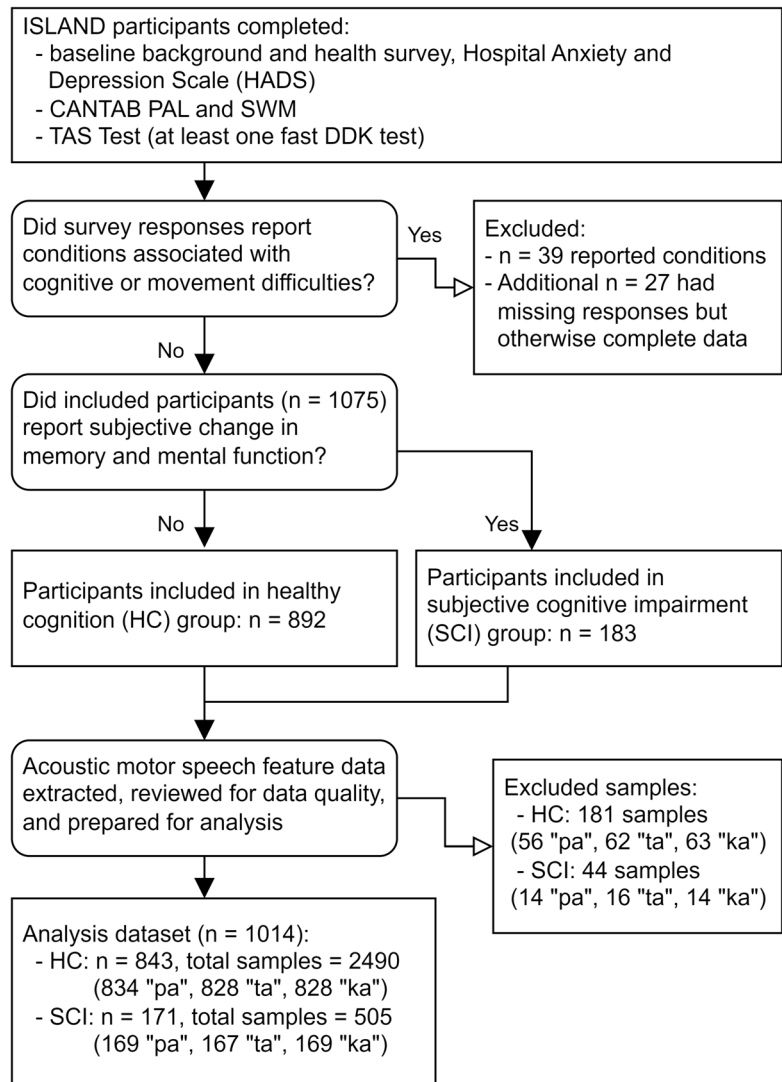 ISLAND participants completed:
- baseline background and health survey, Hospital Anxiety and
Depression Scale (HADS)
- CANTAB PAL and SWM
- TAS Test (at least one fast DDK test)
Did survey responses report
conditions associated with
cognitive or movement difficulties?
Yes
Excluded:
- n = 39 reported conditions
- Additional n = 27 had
missing responses but
otherwise complete data
No
Did included participants (n = 1075)
report subjective change in
memory and mental function?
No
Yes
Participants included in healthy
cognition (HC) group: n = 892
Participants included in
subjective cognitive impairment
(SCI) group: n = 183
Acoustic motor speech feature data
extracted, reviewed for data quality,
and prepared for analysis
Excluded samples:
- HC: 181 samples
(56 "pa", 62 "ta", 63 "ka")
- SCI: 44 samples
(14 "pa", 16 "ta", 14 "ka")
Analysis dataset (n = 1014):
- HC: n = 843, total samples = 2490
(834 "pa", 828 "ta", 828 "ka")
- SCI: n = 171, total samples = 505
(169 "pa", 167 "ta", 169 "ka")